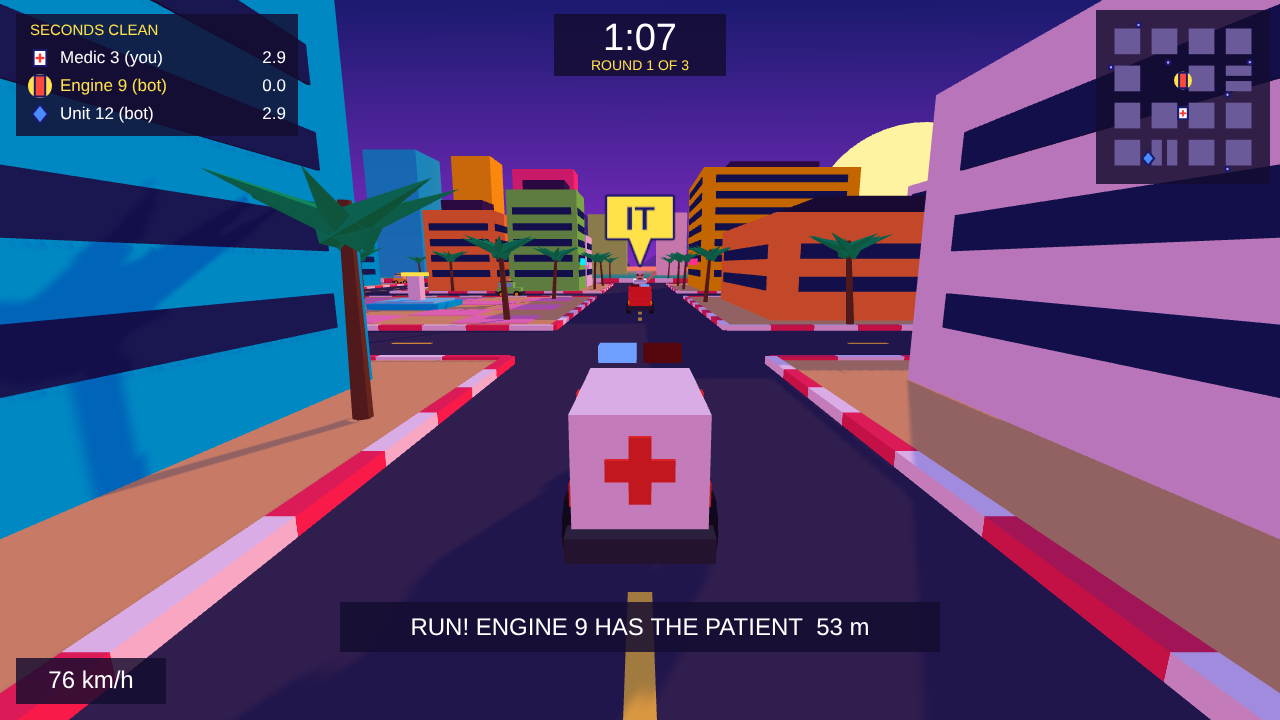 SECONDS CLEAN
Medic 3 (you) 2.9
Engine 9 (bot) 0.0
Unit 12 (bot) 2.9
1:07
ROUND 1 OF 3
IT
RUN! ENGINE 9 HAS THE PATIENT 53 m
76 km/h